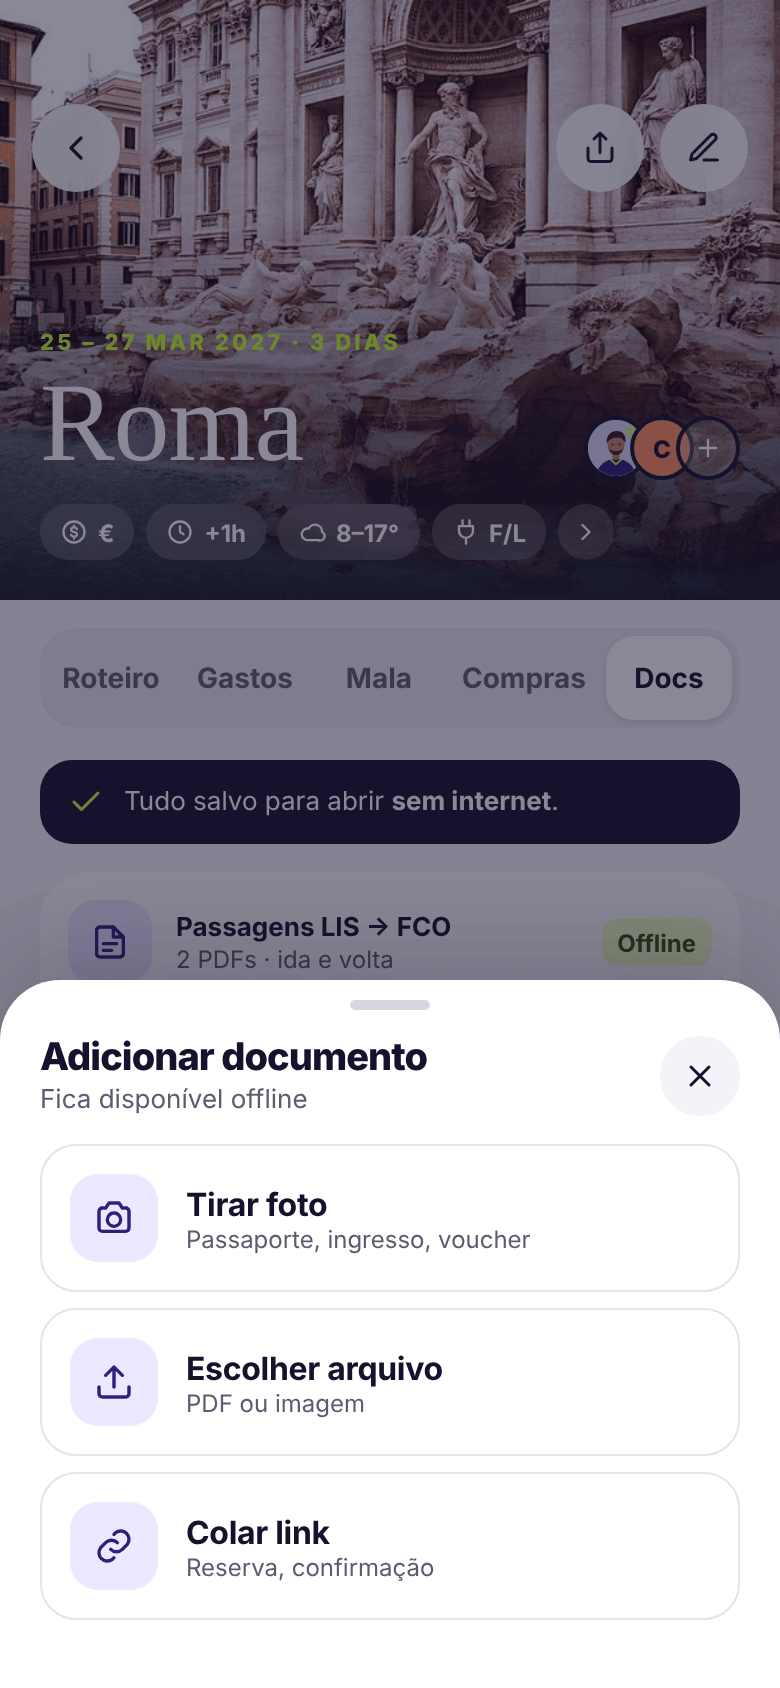 25 – 27 MAR 2027 · 3 DIAS
Roma
C
+
$ €
+1h
8–17°
F/L
Roteiro
Gastos
Mala
Compras
Docs
Tudo salvo para abrir sem internet.
Passagens LIS → FCO
2 PDFs · ida e volta
Offline
Adicionar documento
Fica disponível offline
Tirar foto
Passaporte, ingresso, voucher
Escolher arquivo
PDF ou imagem
Colar link
Reserva, confirmação